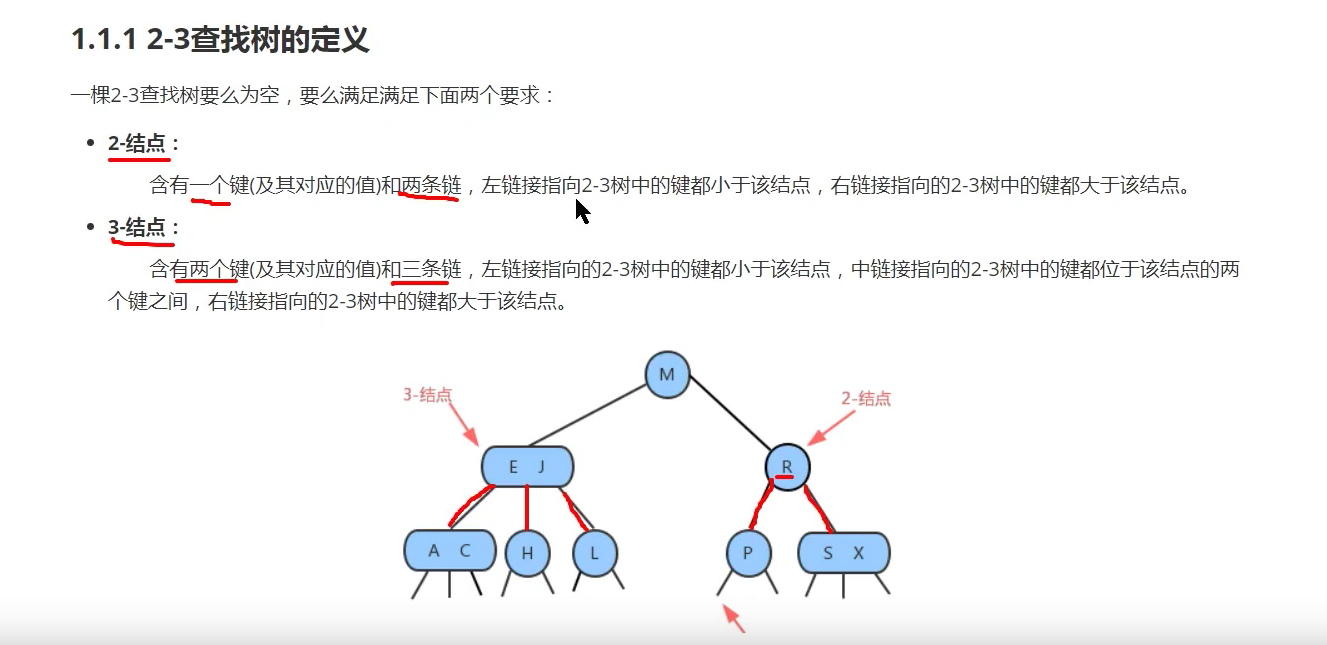 1.1.1 2-3查找树的定义
一棵2-3查找树要么为空，要么满足满足下面两个要求：
2-结点：
含有一个键(及其对应的值)和两条链，左链接指向2-3树中的键都小于该结点，右链接指向的2-3树中的键都大于该结点。
3-结点：
含有两个键(及其对应的值)和三条链，左链接指向的2-3树中的键都小于该结点，中链接指向的2-3树中的键都位于该结点的两
个键之间，右链接指向的2-3树中的键都大于该结点。
M
3-结点
2-结点
E J
R
A C
H
L
P
S X